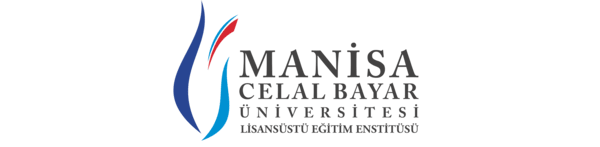 MANİSA
CELAL BAYAR
ÜNİVERSİTESİ
LİSANSÜSTÜ EĞİTİM ENSTİTÜSÜ